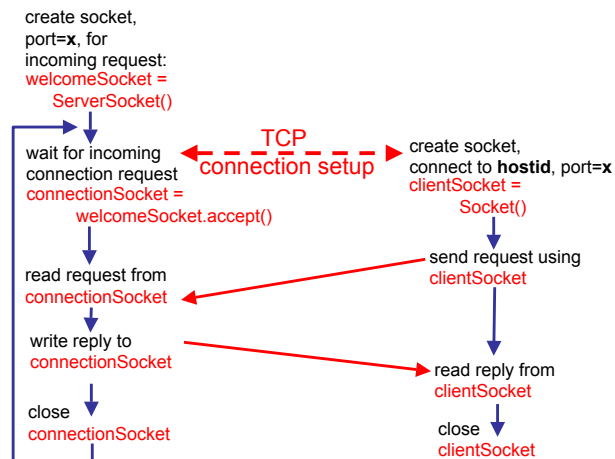 create socket,
port=x, for
incoming request:
welcomeSocket =
ServerSocket()
TCP
connection setup
wait for incoming
connection request
connectionSocket =
welcomeSocket.accept()
create socket,
connect to hostid, port=x
clientSocket =
Socket()
read request from
connectionSocket
send request using
clientSocket
write reply to
connectionSocket
read reply from
clientSocket
close
connectionSocket
close
clientSocket